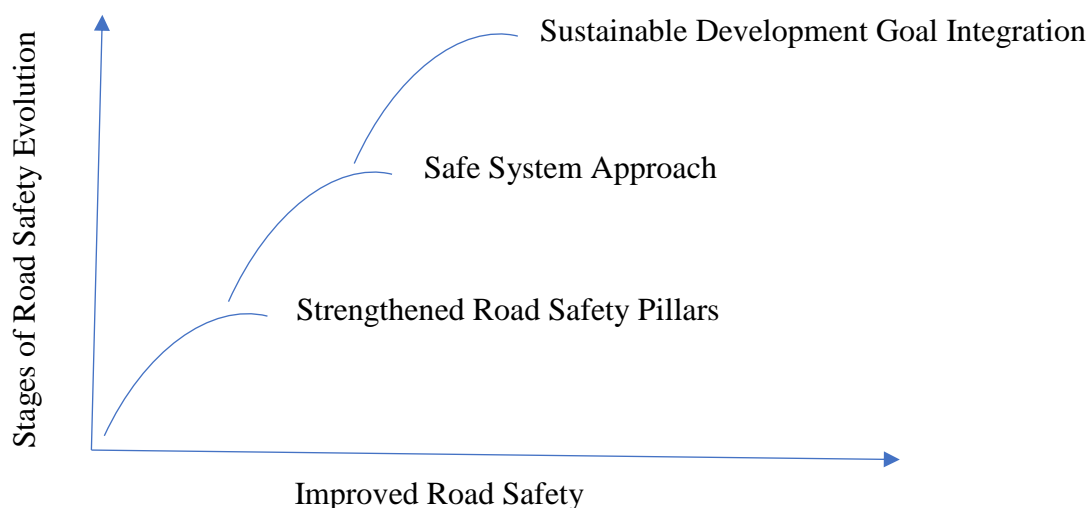 Stages of Road Safety Evolution
Sustainable Development Goal Integration
Safe System Approach
Strengthened Road Safety Pillars
Improved Road Safety